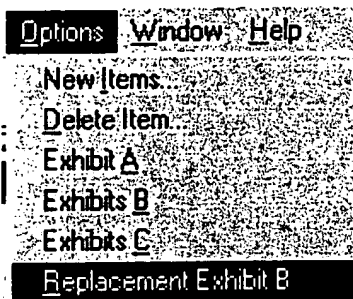 Options Window Help
New Items...
Delete Item...
Exhibit A
Exhibits B
Exhibits C
Replacement Exhibit B